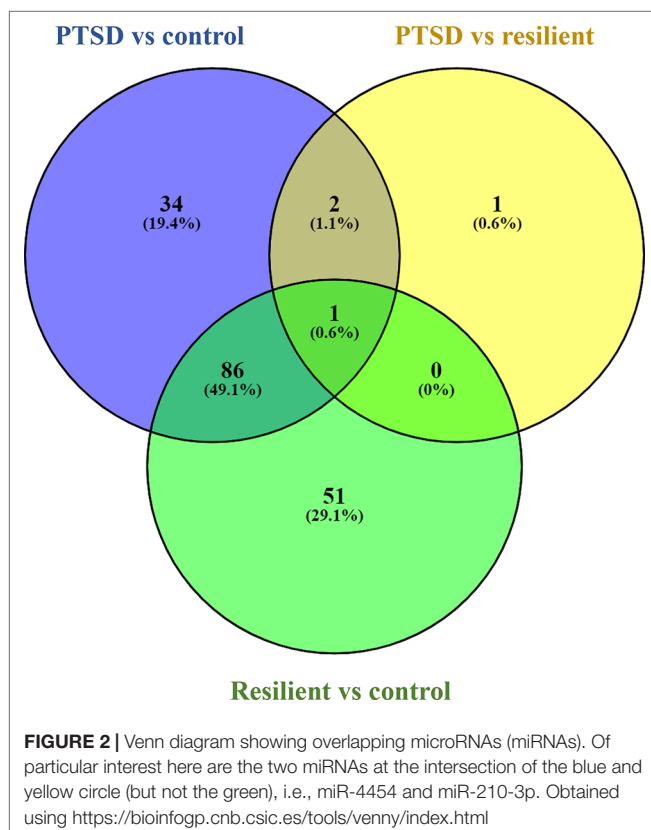 PTSD vs control
PTSD vs resilient
34
(19.4%)
2
(1.1%)
1
(0.6%)
1
(0.6%)
86
(49.1%)
0
(0%)
51
(29.1%)
Resilient vs control
FIGURE 2 | Venn diagram showing overlapping microRNAs (miRNAs). Of
particular interest here are the two miRNAs at the intersection of the blue and
yellow circle (but not the green), i.e., miR-4454 and miR-210-3p. Obtained
using https://bioinfogp.cnb.csic.es/tools/venny/index.html